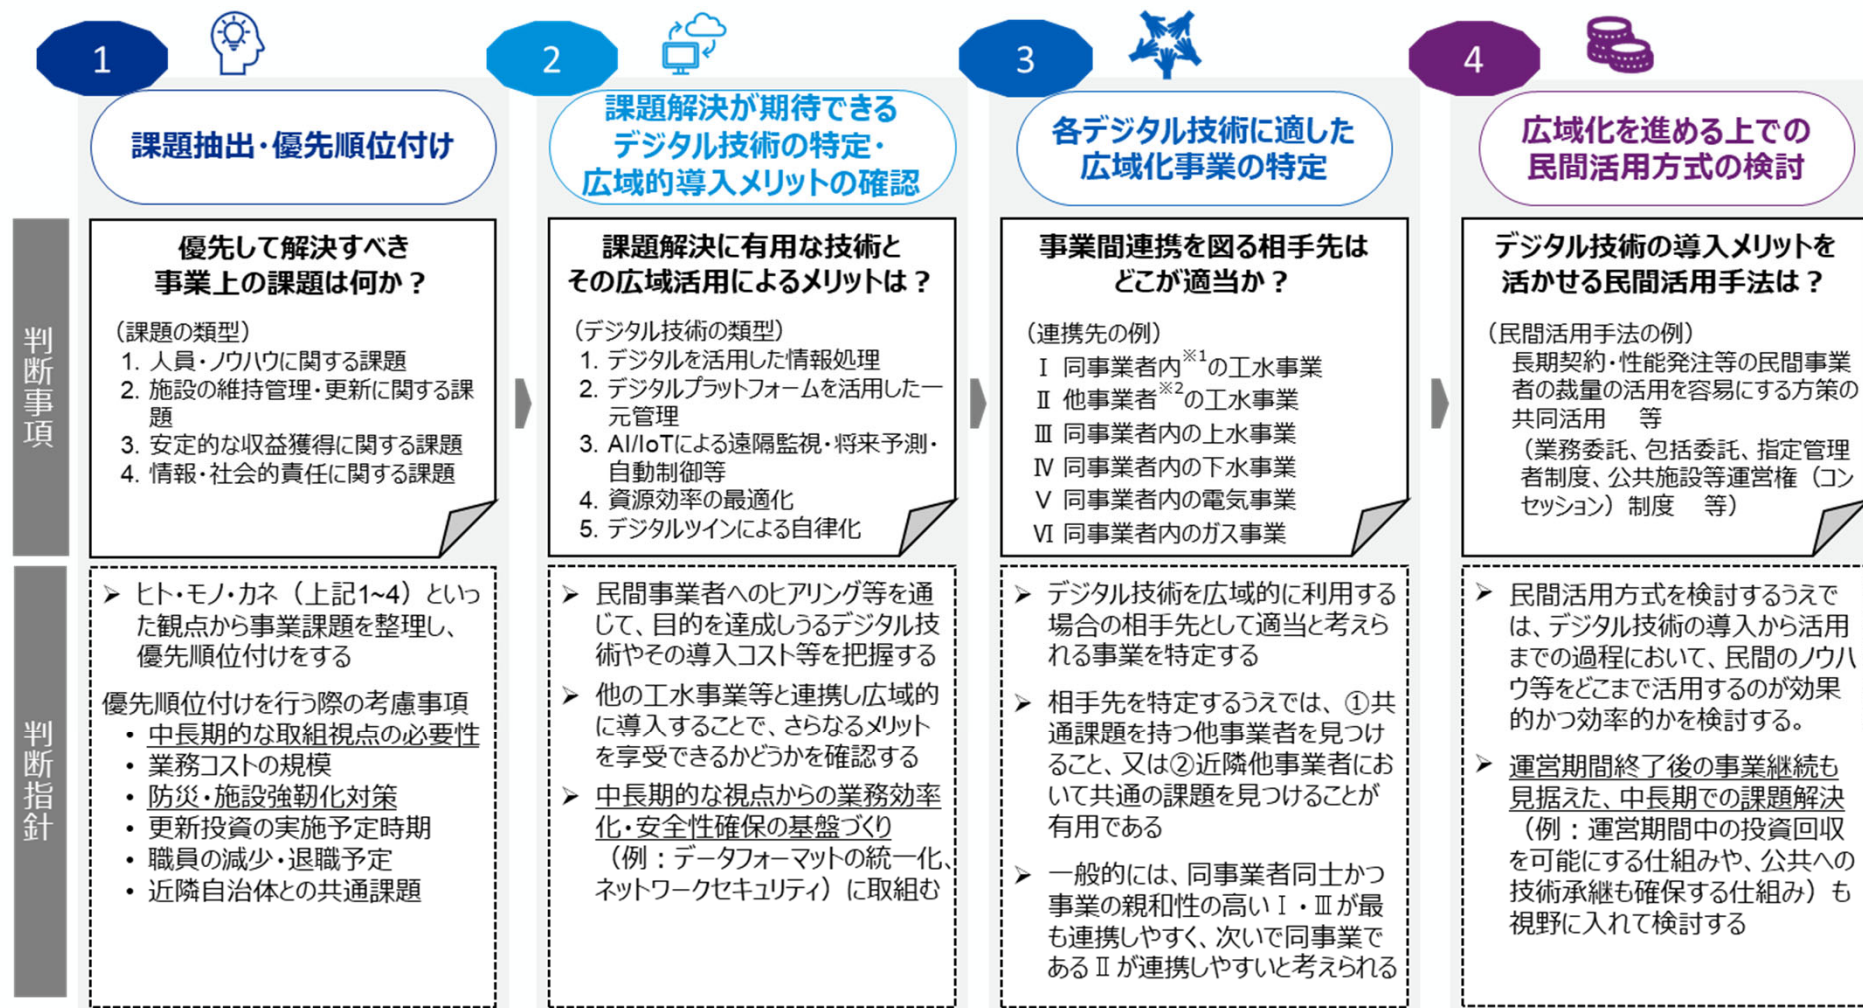 1
課題抽出・優先順位付け
判断事項
優先して解決すべき
事業上の課題は何か？
（課題の類型）
1. 人員・ノウハウに関する課題
2. 施設の維持管理・更新に関する課
題
3. 安定的な収益獲得に関する課題
4. 情報・社会的責任に関する課題
判断指針
➢ ヒト・モノ・カネ（上記1~4）といっ
た観点から事業課題を整理し、
優先順位付けをする
優先順位付けを行う際の考慮事項
• 中長期的な取組視点の必要性
• 業務コストの規模
• 防災・施設強靭化対策
• 更新投資の実施予定時期
• 職員の減少・退職予定
• 近隣自治体との共通課題
2
課題解決が期待できる
デジタル技術の特定・
広域的導入メリットの確認
課題解決に有用な技術と
その広域活用によるメリットは？
（デジタル技術の類型）
1. デジタルを活用した情報処理
2. デジタルプラットフォームを活用した一
元管理
3. AI/IoTによる遠隔監視・将来予測・
自動制御等
4. 資源効率の最適化
5. デジタルツインによる自律化
➢ 民間事業者へのヒアリング等を通
じて、目的を達成しうるデジタル技
術やその導入コスト等を把握する
➢ 他の工水事業等と連携し広域的
に導入することで、さらなるメリット
を享受できるかどうかを確認する
➢ 中長期的な視点からの業務効率
化・安全性確保の基盤づくり
（例：データフォーマットの統一化、
ネットワークセキュリティ）に取組む
3
各デジタル技術に適した
広域化事業の特定
事業間連携を図る相手先は
どこが適当か？
（連携先の例）
Ⅰ 同事業者内※1の工水事業
Ⅱ 他事業者※2の工水事業
Ⅲ 同事業者内の上水事業
Ⅳ 同事業者内の下水事業
Ⅴ 同事業者内の電気事業
Ⅵ 同事業者内のガス事業
➢ デジタル技術を広域的に利用する
場合の相手先として適当と考えら
れる事業を特定する
➢ 相手先を特定するうえでは、①共
通課題を持つ他事業者を見つけ
ること、又は②近隣他事業者にお
いて共通の課題を見つけることが
有用である
➢ 一般的には、同事業者同士かつ
事業の親和性の高いⅠ・Ⅲが最
も連携しやすく、次いで同事業で
あるⅡが連携しやすいと考えられる
4
広域化を進める上での
民間活用方式の検討
デジタル技術の導入メリットを
活かせる民間活用手法は？
（民間活用手法の例）
長期契約・性能発注等の民間事業
者の裁量の活用を容易にする方策の
共同活用 等
（業務委託、包括委託、指定管理
者制度、公共施設等運営権（コン
セッション）制度 等）
➢ 民間活用方式を検討するうえで
は、デジタル技術の導入から活用
までの過程において、民間のノウハ
ウ等をどこまで活用するのが効果
的かつ効率的かを検討する。
➢ 運営期間終了後の事業継続も
見据えた、中長期での課題解決
（例：運営期間中の投資回収
を可能にする仕組みや、公共への
技術承継も確保する仕組み）も
視野に入れて検討する